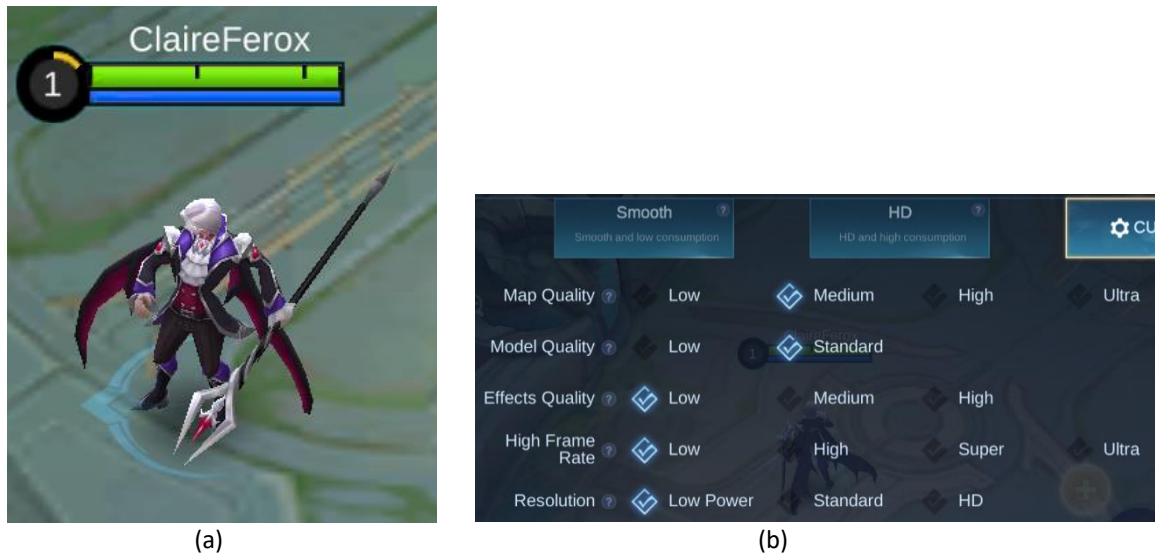 ClaireFerox
1
Smooth ?
Smooth and low consumption
HD ?
HD and high consumption
CU
Map Quality ? Low Medium High Ultra
ClaireFerox
1
Model Quality ? Low Standard
Effects Quality ? Low Medium High
High Frame
Rate ? Low High Super Ultra
Resolution ? Low Power Standard HD
(a) (b)